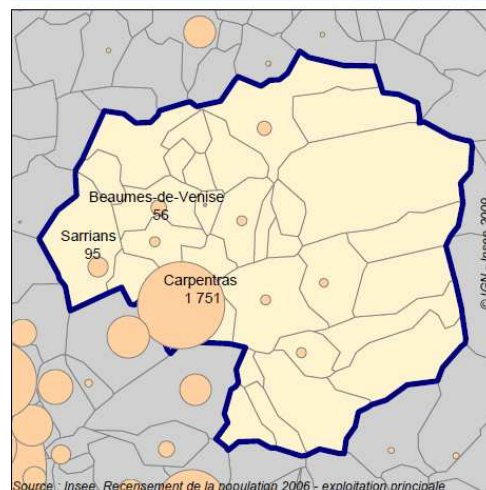 Beaumes-de-Venise
56
Sarrians
95
Carpentras
1 751
© IGN - Insee 2009
Source : Insee, Recensement de la population 2006 - exploitation principale